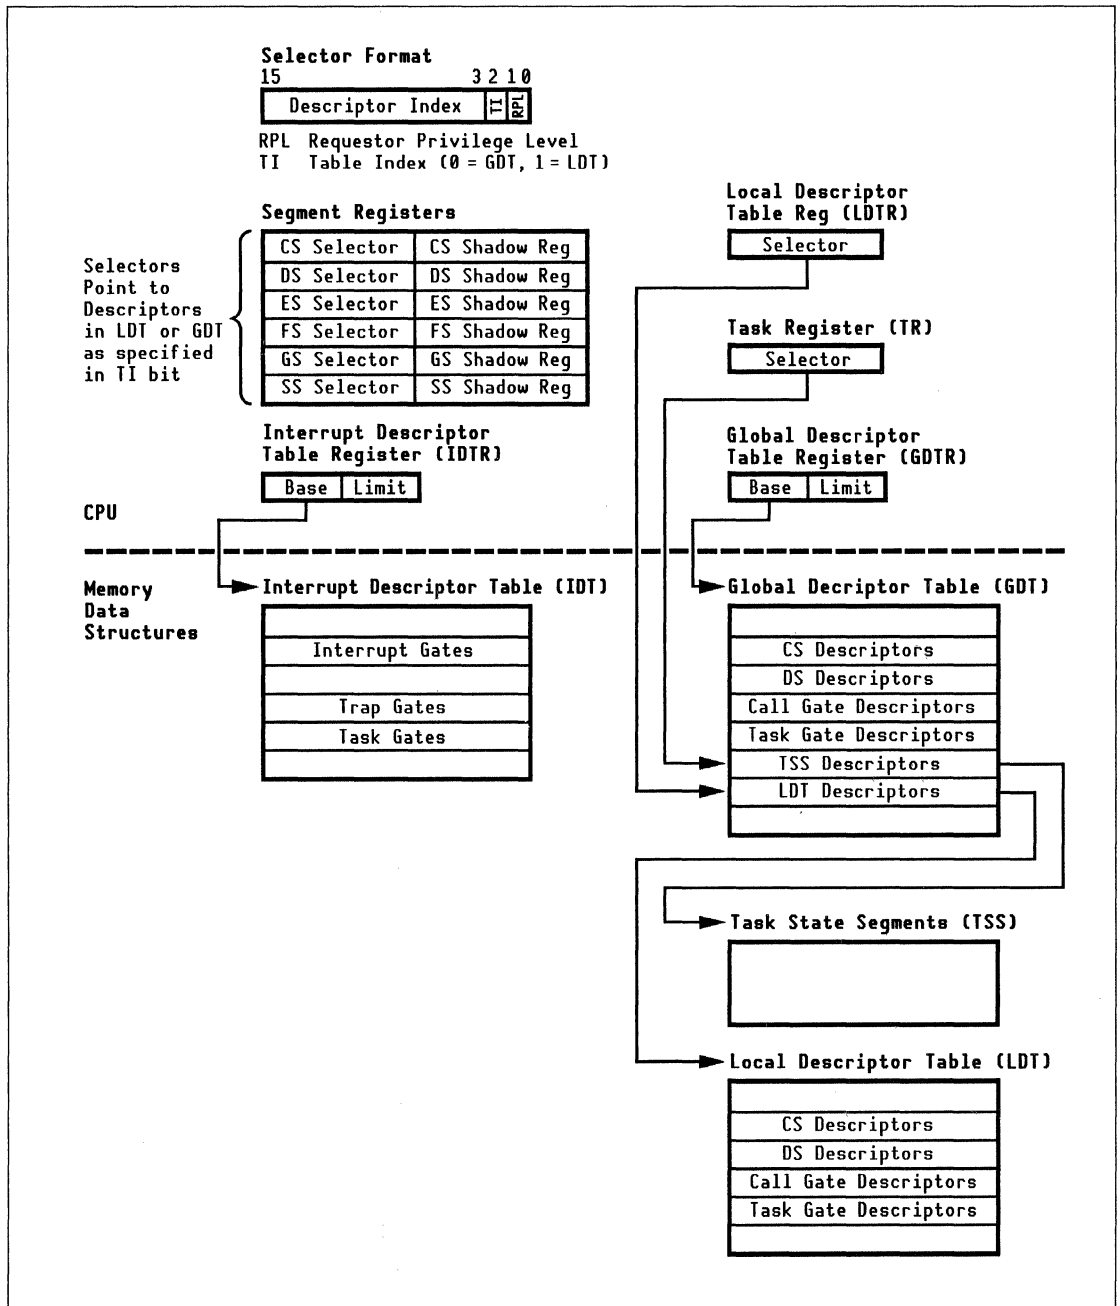 Selector Format
15 3 2 1 0
Descriptor Index TI RPL
RPL Requestor Privilege Level
TI Table Index (0 = GDT, 1 = LDT)
Segment Registers
Selectors
Point to
Descriptors
in LDT or GDT
as specified
in TI bit
CS Selector CS Shadow Reg
DS Selector DS Shadow Reg
ES Selector ES Shadow Reg
FS Selector FS Shadow Reg
GS Selector GS Shadow Reg
SS Selector SS Shadow Reg
Local Descriptor
Table Reg (LDTR)
Selector
Task Register (TR)
Selector
Interrupt Descriptor
Table Register (IDTR)
Base Limit
Global Descriptor
Table Register (GDTR)
Base Limit
CPU
Memory
Data
Structures
Interrupt Descriptor Table (IDT)
Interrupt Gates
Trap Gates
Task Gates
Global Decriptor Table (GDT)
CS Descriptors
DS Descriptors
Call Gate Descriptors
Task Gate Descriptors
TSS Descriptors
LDT Descriptors
Task State Segments (TSS)
Local Descriptor Table (LDT)
CS Descriptors
DS Descriptors
Call Gate Descriptors
Task Gate Descriptors